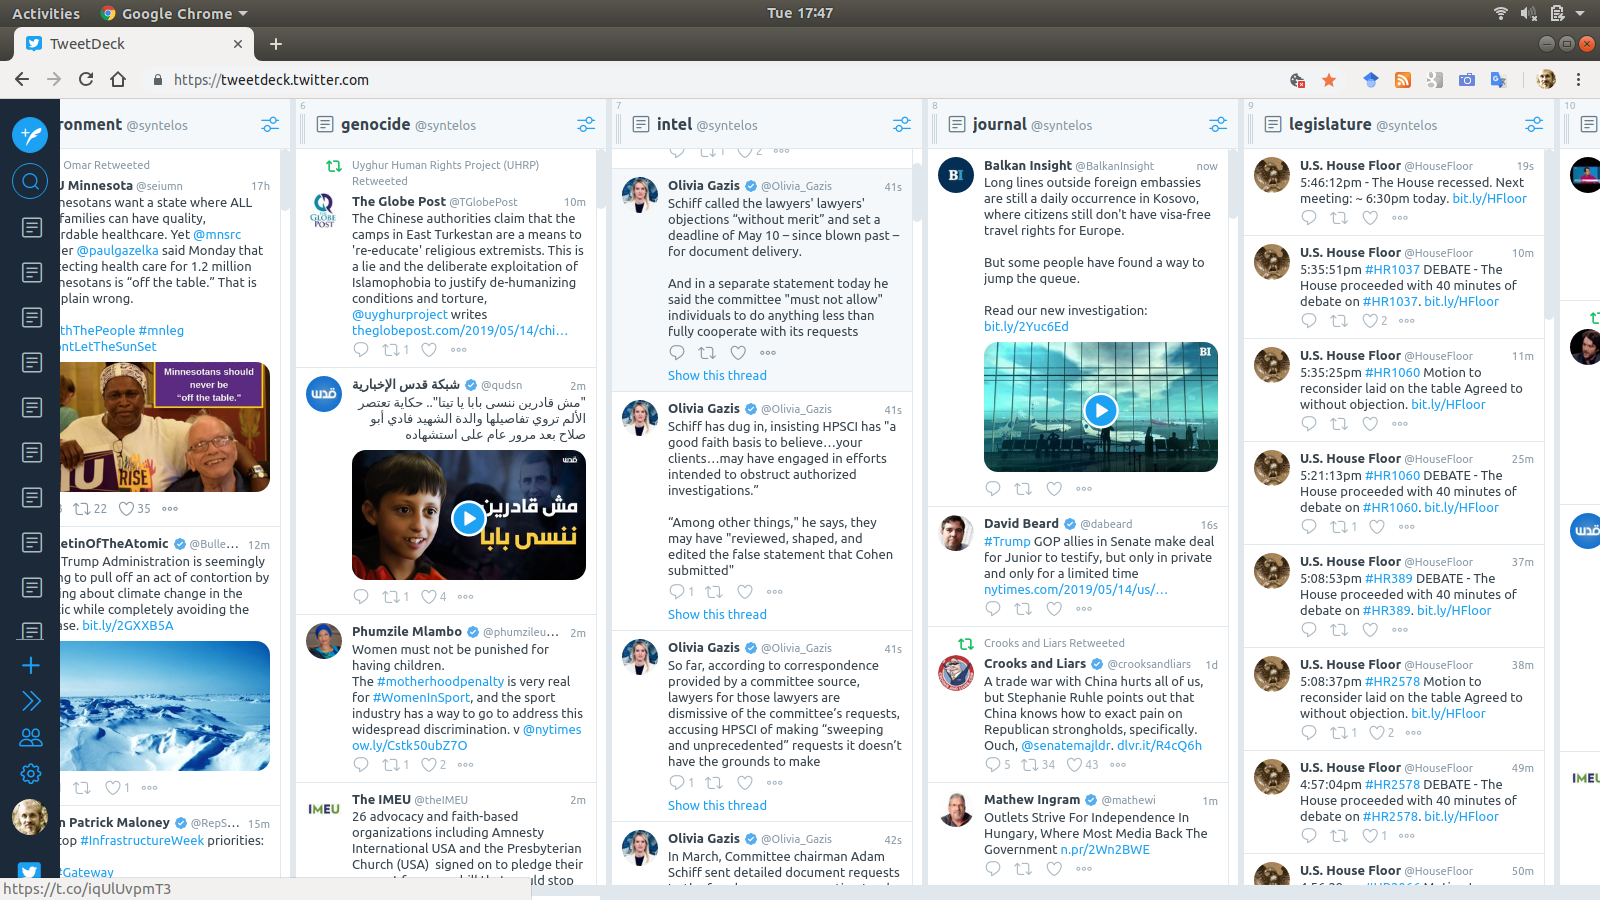 Activities
Google Chrome
Tue 17:47
TweetDeck
https://tweetdeck.twitter.com
ronment @syntelos
Omar Retweeted
J Minnesota @seiumn 17h
nesotans want a state where ALL
families can have quality,
rdable healthcare. Yet @mnsrc
er @paulgazelka said Monday that
tecting health care for 1.2 million
nesotans is “off the table.” That is
plain wrong.
thThePeople #mnleg
ontLetTheSunSet
Minnesotans should
never be
“off the table.”
RISE
22 35
etinOfTheAtomic @Bulle... 12m
Trump Administration is seemingly
ng to pull off an act of contortion by
ing about climate change in the
tic while completely avoiding the
ase. bit.ly/2GXXB5A
1
n Patrick Maloney @RepS... 15m
top #InfrastructureWeek priorities:
#Gateway
https://t.co/iqUlUvpmT3
6
genocide @syntelos
Uyghur Human Rights Project (UHRP)
Retweeted
The Globe Post @TGlobePost 10m
The Chinese authorities claim that the
camps in East Turkestan are a means to
're-educate' religious extremists. This is
a lie and the deliberate exploitation of
Islamophobia to justify de-humanizing
conditions and torture,
@uyghurproject writes
theglobepost.com/2019/05/14/chi…
1
شبكة قدس الإخبارية @qudsn 2m
"مش قادرين ننسى بابا يا تيتا".. حكاية تعتصر
الألم تروي تفاصيلها والدة الشهيد فادي أبو
صلاح بعد مرور عام على استشهاده
قدس
مش قادرين
ننسى بابا
1 4
Phumzile Mlambo @phumzileu... 2m
Women must not be punished for
having children.
The #motherhoodpenalty is very real
for #WomenInSport, and the sport
industry has a way to go to address this
widespread discrimination. v @nytimes
ow.ly/Cstk50ubZ7O
1 2
IMEU
The IMEU @theIMEU 2m
26 advocacy and faith-based
organizations including Amnesty
International USA and the Presbyterian
Church (USA) signed on to pledge their
7
intel @syntelos
2
Olivia Gazis @Olivia_Gazis 41s
Schiff called the lawyers' lawyers'
objections “without merit” and set a
deadline of May 10 – since blown past –
for document delivery.
And in a separate statement today he
said the committee "must not allow"
individuals to do anything less than
fully cooperate with its requests
Show this thread
Olivia Gazis @Olivia_Gazis 41s
Schiff has dug in, insisting HPSCI has "a
good faith basis to believe…your
clients…may have engaged in efforts
intended to obstruct authorized
investigations.”
“Among other things," he says, they
may have "reviewed, shaped, and
edited the false statement that Cohen
submitted"
1
Show this thread
Olivia Gazis @Olivia_Gazis 41s
So far, according to correspondence
provided by a committee source,
lawyers for those lawyers are
dismissive of the committee’s requests,
accusing HPSCI of making “sweeping
and unprecedented” requests it doesn’t
have the grounds to make
1
Show this thread
Olivia Gazis @Olivia_Gazis 42s
In March, Committee chairman Adam
Schiff sent detailed document requests
8
journal @syntelos
BI
Balkan Insight @BalkanInsight now
Long lines outside foreign embassies
are still a daily occurrence in Kosovo,
where citizens still don't have visa-free
travel rights for Europe.
But some people have found a way to
jump the queue.
Read our new investigation:
bit.ly/2Yuc6Ed
BI
David Beard @dabeard 16s
#Trump GOP allies in Senate make deal
for Junior to testify, but only in private
and only for a limited time
nytimes.com/2019/05/14/us/…
Crooks and Liars Retweeted
Crooks and Liars @crooksandliars 1d
A trade war with China hurts all of us,
but Stephanie Ruhle points out that
China knows how to exact pain on
Republican strongholds, specifically.
Ouch, @senatemajldr. dlvr.it/R4cQ6h
5 34 43
Mathew Ingram @mathewi 1m
Outlets Strive For Independence In
Hungary, Where Most Media Back The
Government n.pr/2Wn2BWE
9
legislature @syntelos
U.S. House Floor @HouseFloor 19s
5:46:12pm - The House recessed. Next
meeting: ~ 6:30pm today. bit.ly/HFloor
U.S. House Floor @HouseFloor 10m
5:35:51pm #HR1037 DEBATE - The
House proceeded with 40 minutes of
debate on #HR1037. bit.ly/HFloor
2
U.S. House Floor @HouseFloor 11m
5:35:25pm #HR1060 Motion to
reconsider laid on the table Agreed to
without objection. bit.ly/HFloor
U.S. House Floor @HouseFloor 25m
5:21:13pm #HR1060 DEBATE - The
House proceeded with 40 minutes of
debate on #HR1060. bit.ly/HFloor
1
U.S. House Floor @HouseFloor 37m
5:08:53pm #HR389 DEBATE - The
House proceeded with 40 minutes of
debate on #HR389. bit.ly/HFloor
U.S. House Floor @HouseFloor 38m
5:08:37pm #HR2578 Motion to
reconsider laid on the table Agreed to
without objection. bit.ly/HFloor
1 2
U.S. House Floor @HouseFloor 49m
4:57:04pm #HR2578 DEBATE - The
House proceeded with 40 minutes of
debate on #HR2578. bit.ly/HFloor
1
U.S. House Floor @HouseFloor 50m
10
قدس
IMEU